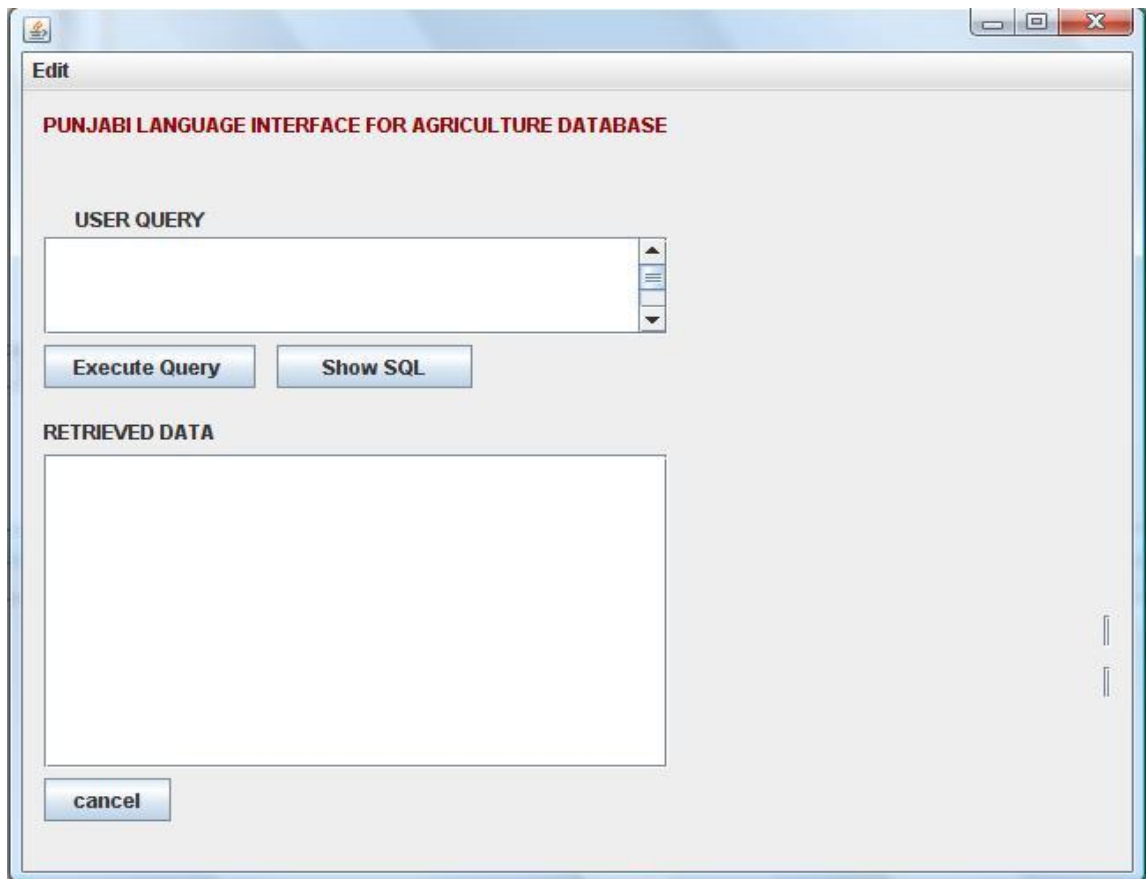 Edit
PUNJABI LANGUAGE INTERFACE FOR AGRICULTURE DATABASE
USER QUERY
Execute Query Show SQL
RETRIEVED DATA
cancel